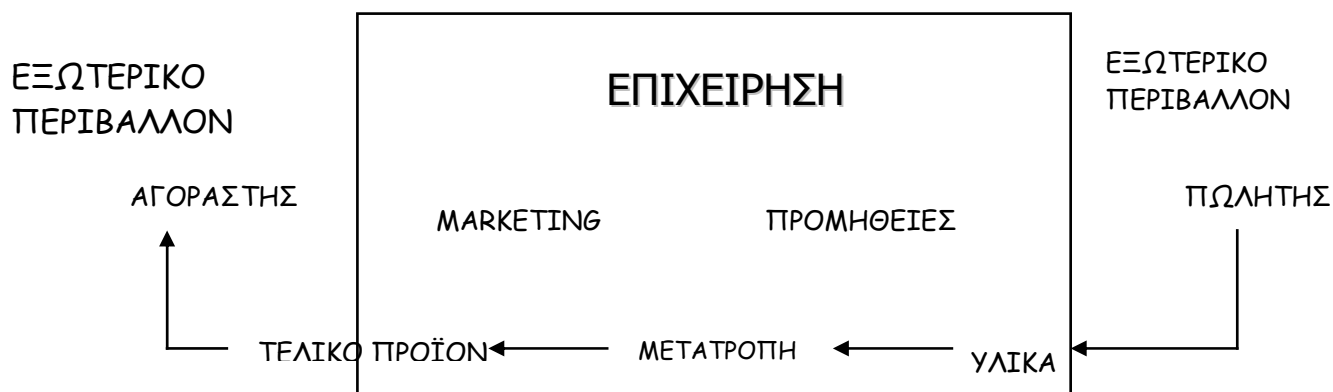 ΕΞΩΤΕΡΙΚΟ
ΠΕΡΙΒΑΛΛΟΝ
ΕΠΙΧΕΙΡΗΣΗ
ΕΞΩΤΕΡΙΚΟ
ΠΕΡΙΒΑΛΛΟΝ
ΑΓΟΡΑΣΤΗΣ
MARKETING
ΠΡΟΜΗΘΕΙΕΣ
ΠΩΛΗΤΗΣ
ΤΕΛΙΚΟ ΠΡΟΪΟΝ
ΜΕΤΑΤΡΟΠΗ
ΥΛΙΚΑ